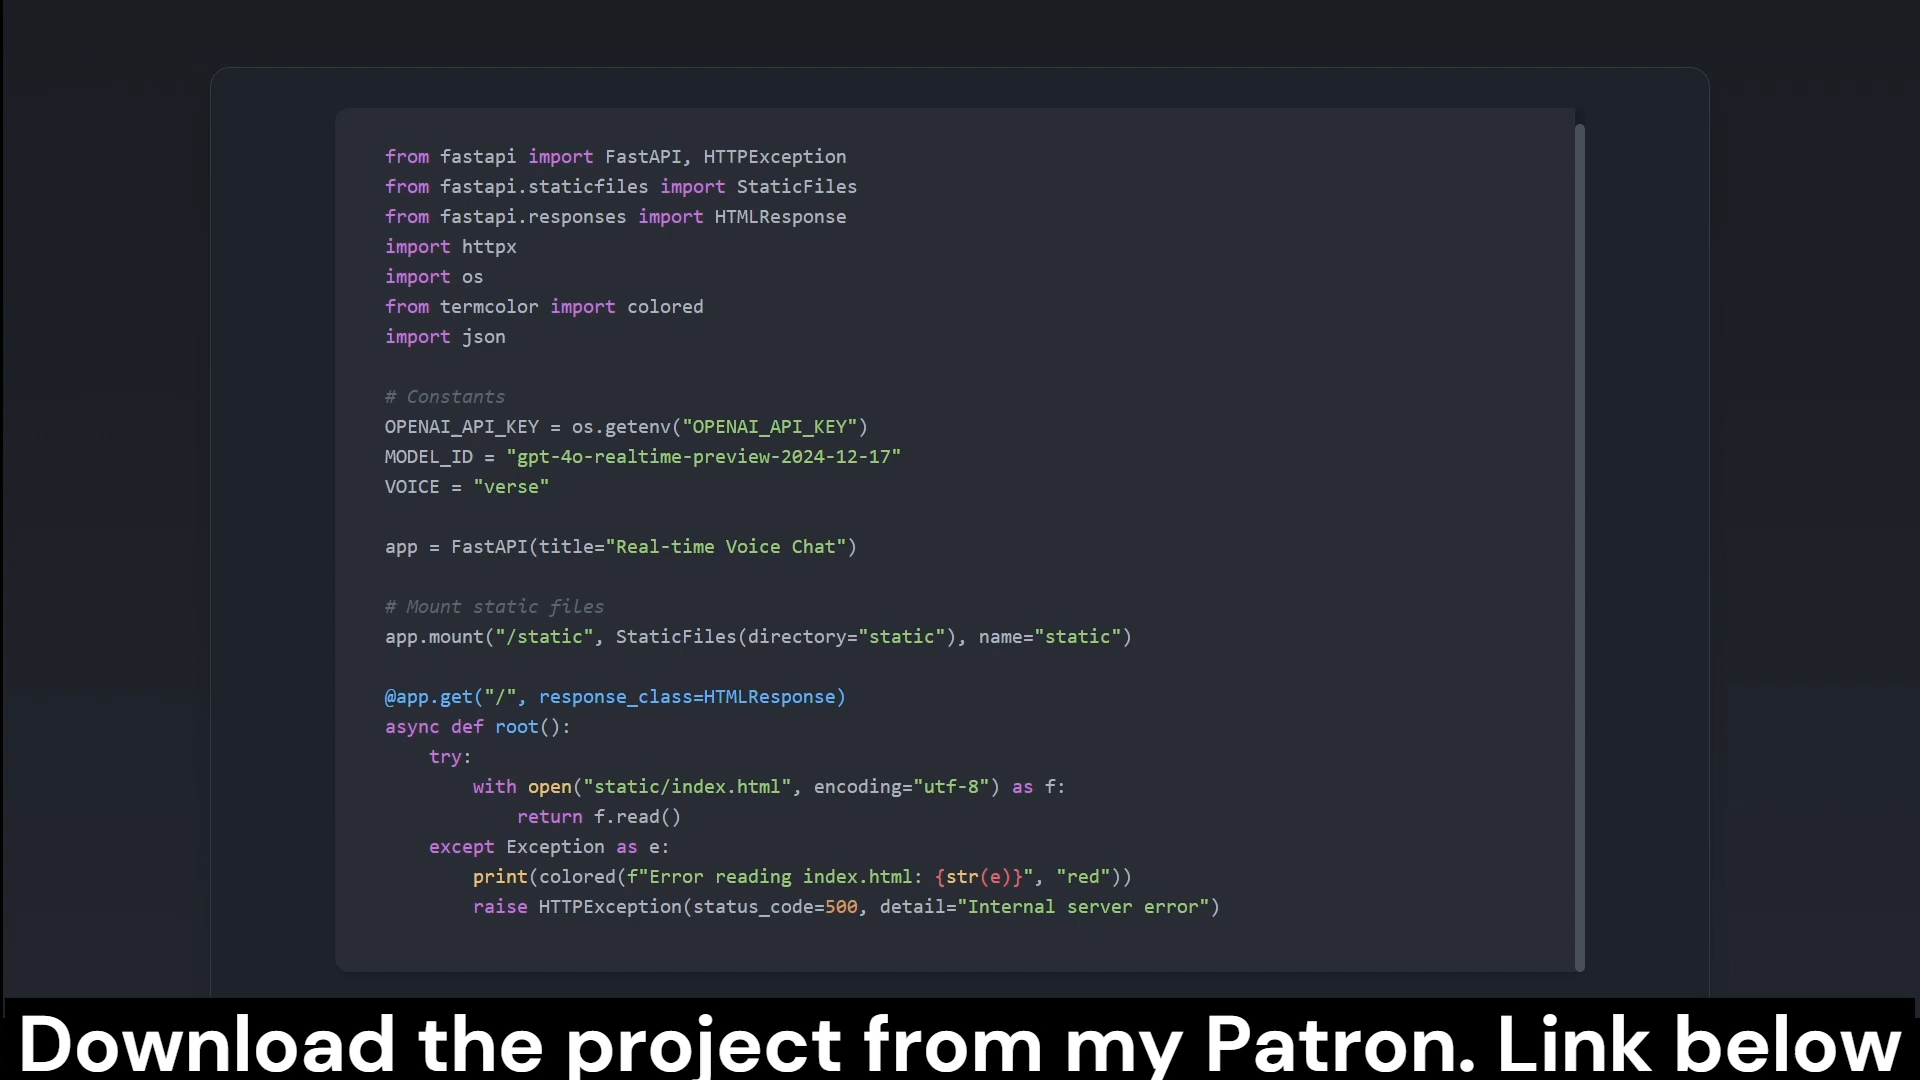 from fastapi import FastAPI, HTTPException
from fastapi.staticfiles import StaticFiles
from fastapi.responses import HTMLResponse
import httpx
import os
from termcolor import colored
import json

# Constants
OPENAI_API_KEY = os.getenv("OPENAI_API_KEY")
MODEL_ID = "gpt-4o-realtime-preview-2024-12-17"
VOICE = "verse"

app = FastAPI(title="Real-time Voice Chat")

# Mount static files
app.mount("/static", StaticFiles(directory="static"), name="static")

@app.get("/", response_class=HTMLResponse)
async def root():
    try:
        with open("static/index.html", encoding="utf-8") as f:
            return f.read()
    except Exception as e:
        print(colored(f"Error reading index.html: {str(e)}", "red"))
        raise HTTPException(status_code=500, detail="Internal server error")
Download the project from my Patron. Link below